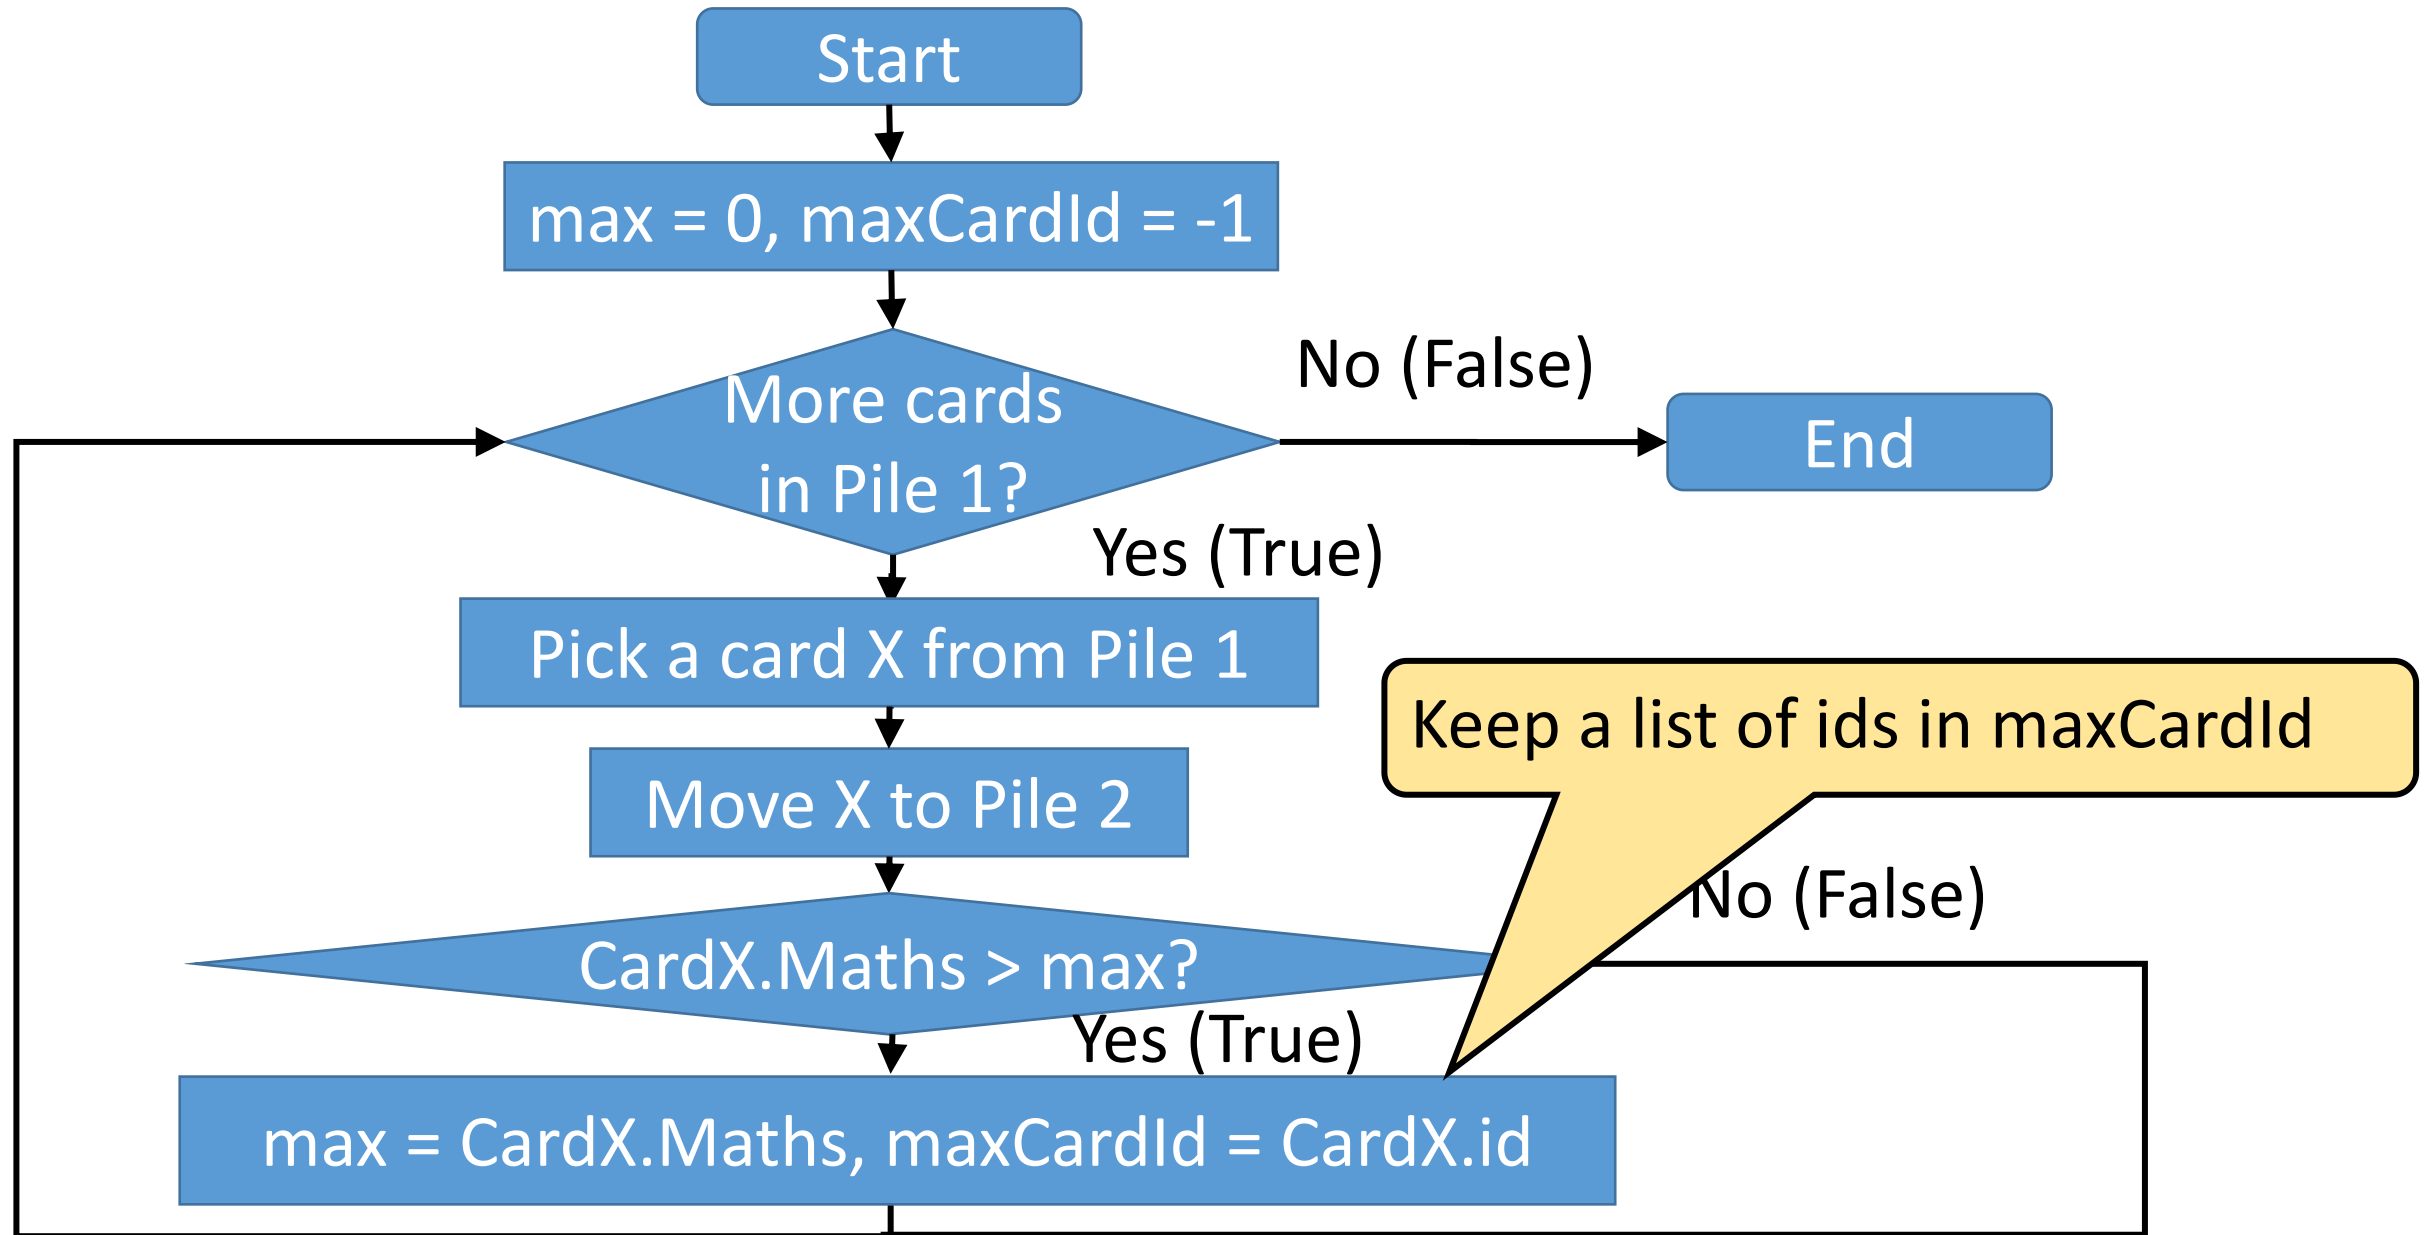 Start
max = 0, maxCardId = -1
More cards
in Pile 1?
No (False)
End
Yes (True)
Pick a card X from Pile 1
Keep a list of ids in maxCardId
Move X to Pile 2
No (False)
CardX.Maths > max?
Yes (True)
max = CardX.Maths, maxCardId = CardX.id